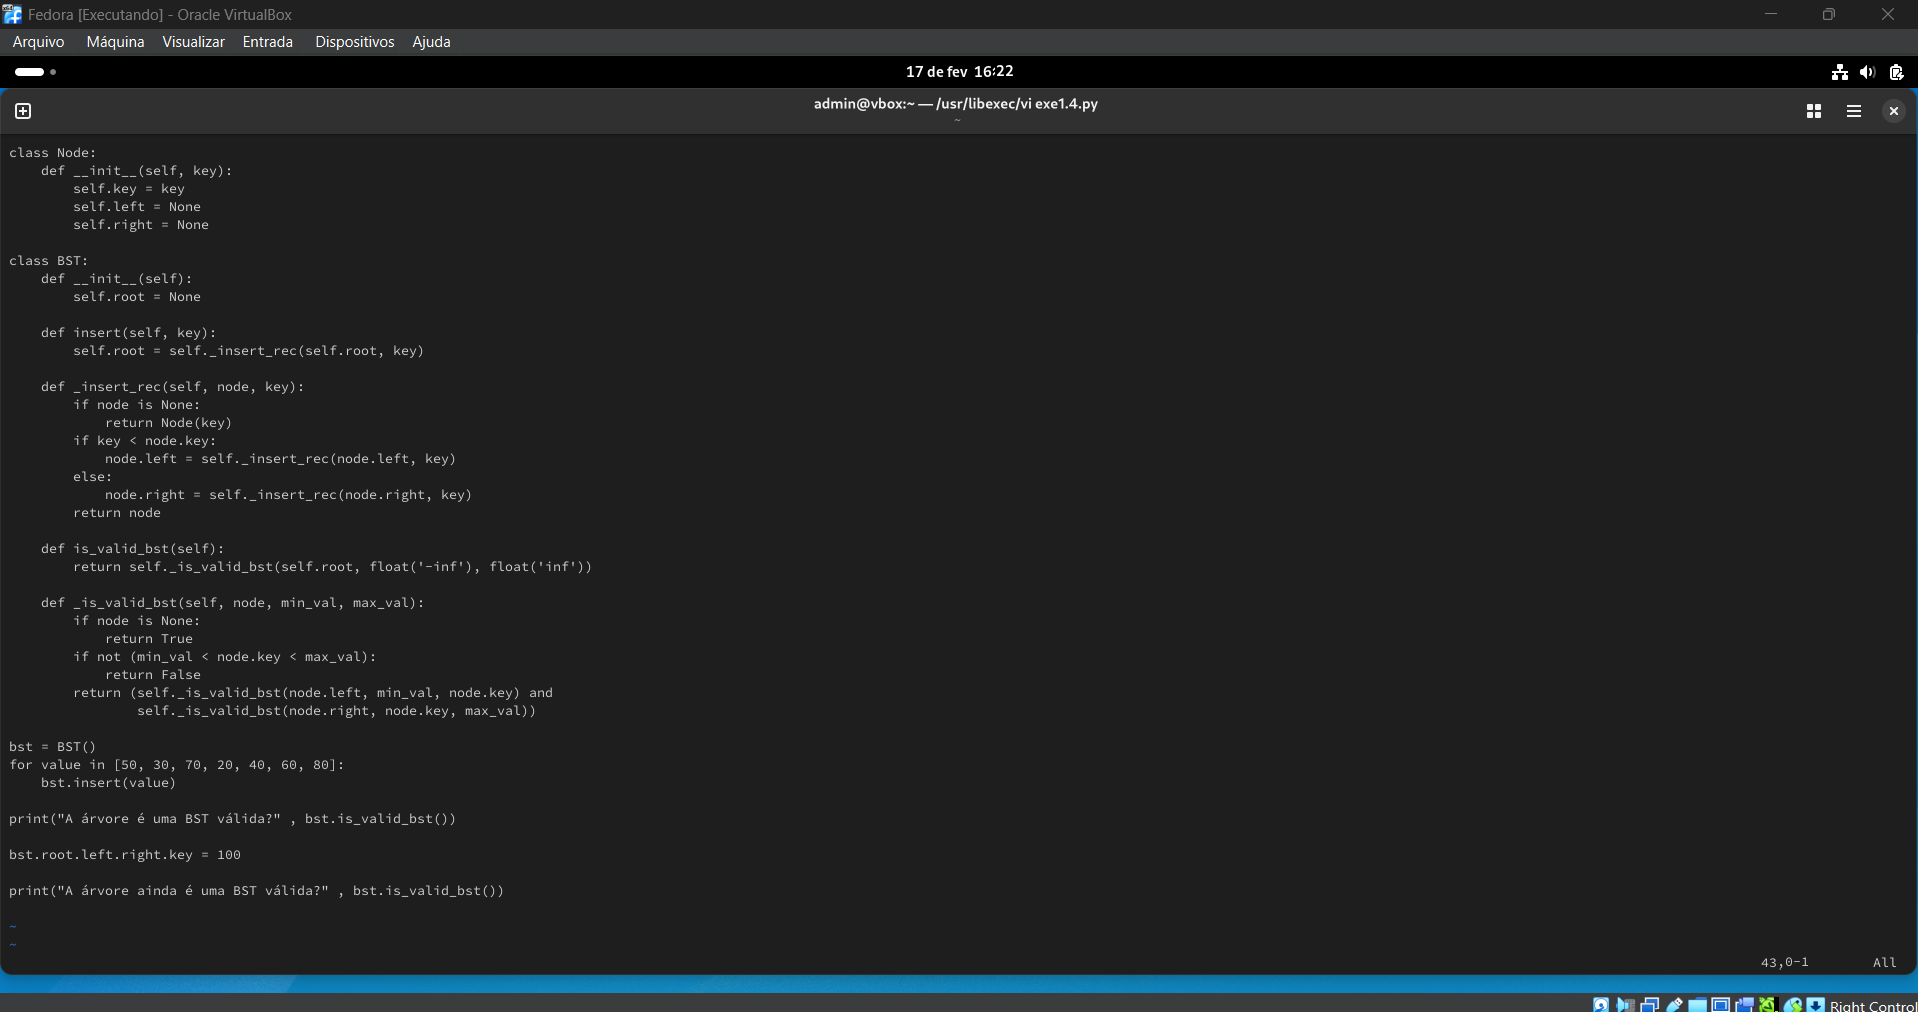 Fedora [Executando] - Oracle VirtualBox
Arquivo Máquina Visualizar Entrada Dispositivos Ajuda
17 de fev 16:22
admin@vbox:~ — /usr/libexec/vi exe1.4.py
~
class Node:
    def __init__(self, key):
        self.key = key
        self.left = None
        self.right = None

class BST:
    def __init__(self):
        self.root = None

    def insert(self, key):
        self.root = self._insert_rec(self.root, key)

    def _insert_rec(self, node, key):
        if node is None:
            return Node(key)
        if key < node.key:
            node.left = self._insert_rec(node.left, key)
        else:
            node.right = self._insert_rec(node.right, key)
        return node

    def is_valid_bst(self):
        return self._is_valid_bst(self.root, float('-inf'), float('inf'))

    def _is_valid_bst(self, node, min_val, max_val):
        if node is None:
            return True
        if not (min_val < node.key < max_val):
            return False
        return (self._is_valid_bst(node.left, min_val, node.key) and
                self._is_valid_bst(node.right, node.key, max_val))

bst = BST()
for value in [50, 30, 70, 20, 40, 60, 80]:
    bst.insert(value)

print("A árvore é uma BST válida?" , bst.is_valid_bst())

bst.root.left.right.key = 100

print("A árvore ainda é uma BST válida?" , bst.is_valid_bst())

~
~
43,0-1 All
Right Control